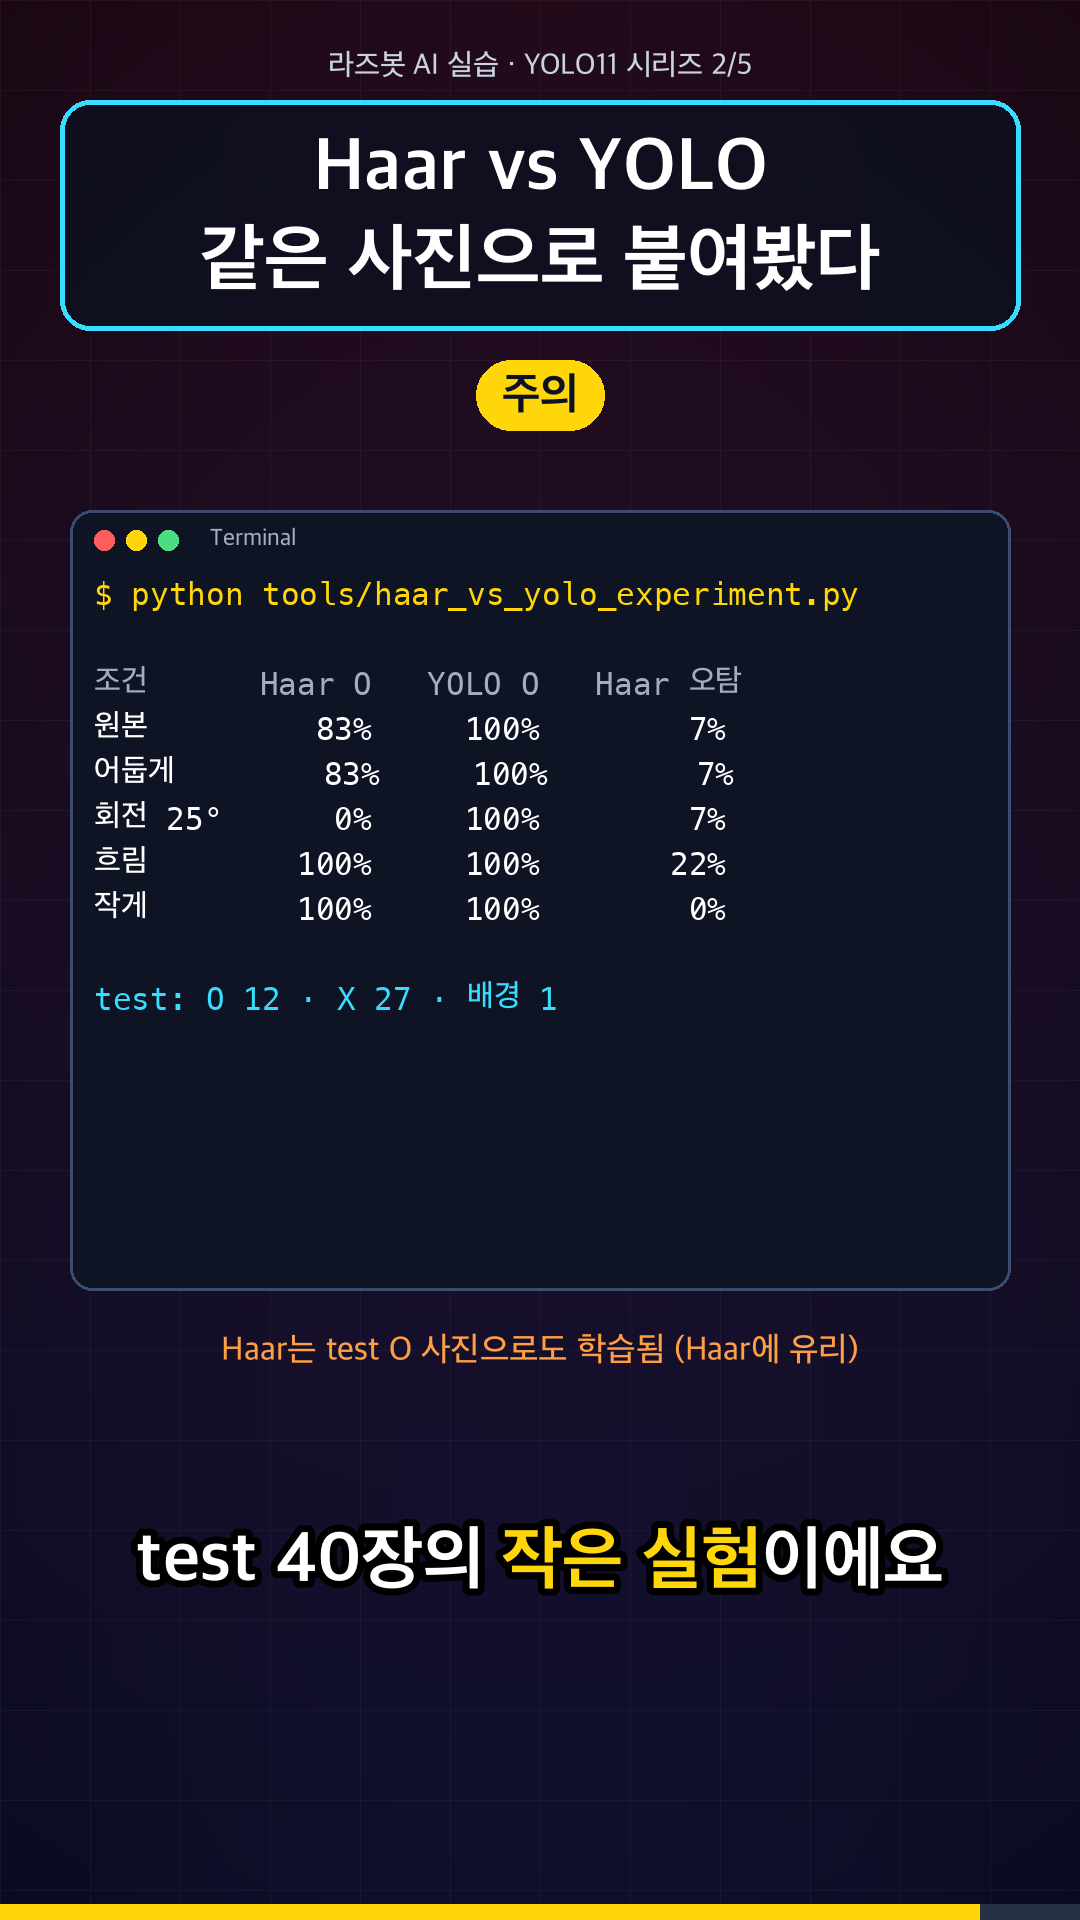 라즈봇 AI 실습 · YOLO11 시리즈 2/5
Haar vs YOLO
같은 사진으로 붙여봤다
주의
Terminal
$ python tools/haar_vs_yolo_experiment.py
조건 Haar O YOLO O Haar 오탐
원본 83% 100% 7%
어둡게 83% 100% 7%
회전 25° 0% 100% 7%
흐림 100% 100% 22%
작게 100% 100% 0%
test: O 12 · X 27 · 배경 1
Haar는 test O 사진으로도 학습됨 (Haar에 유리)
test 40장의 작은 실험이에요